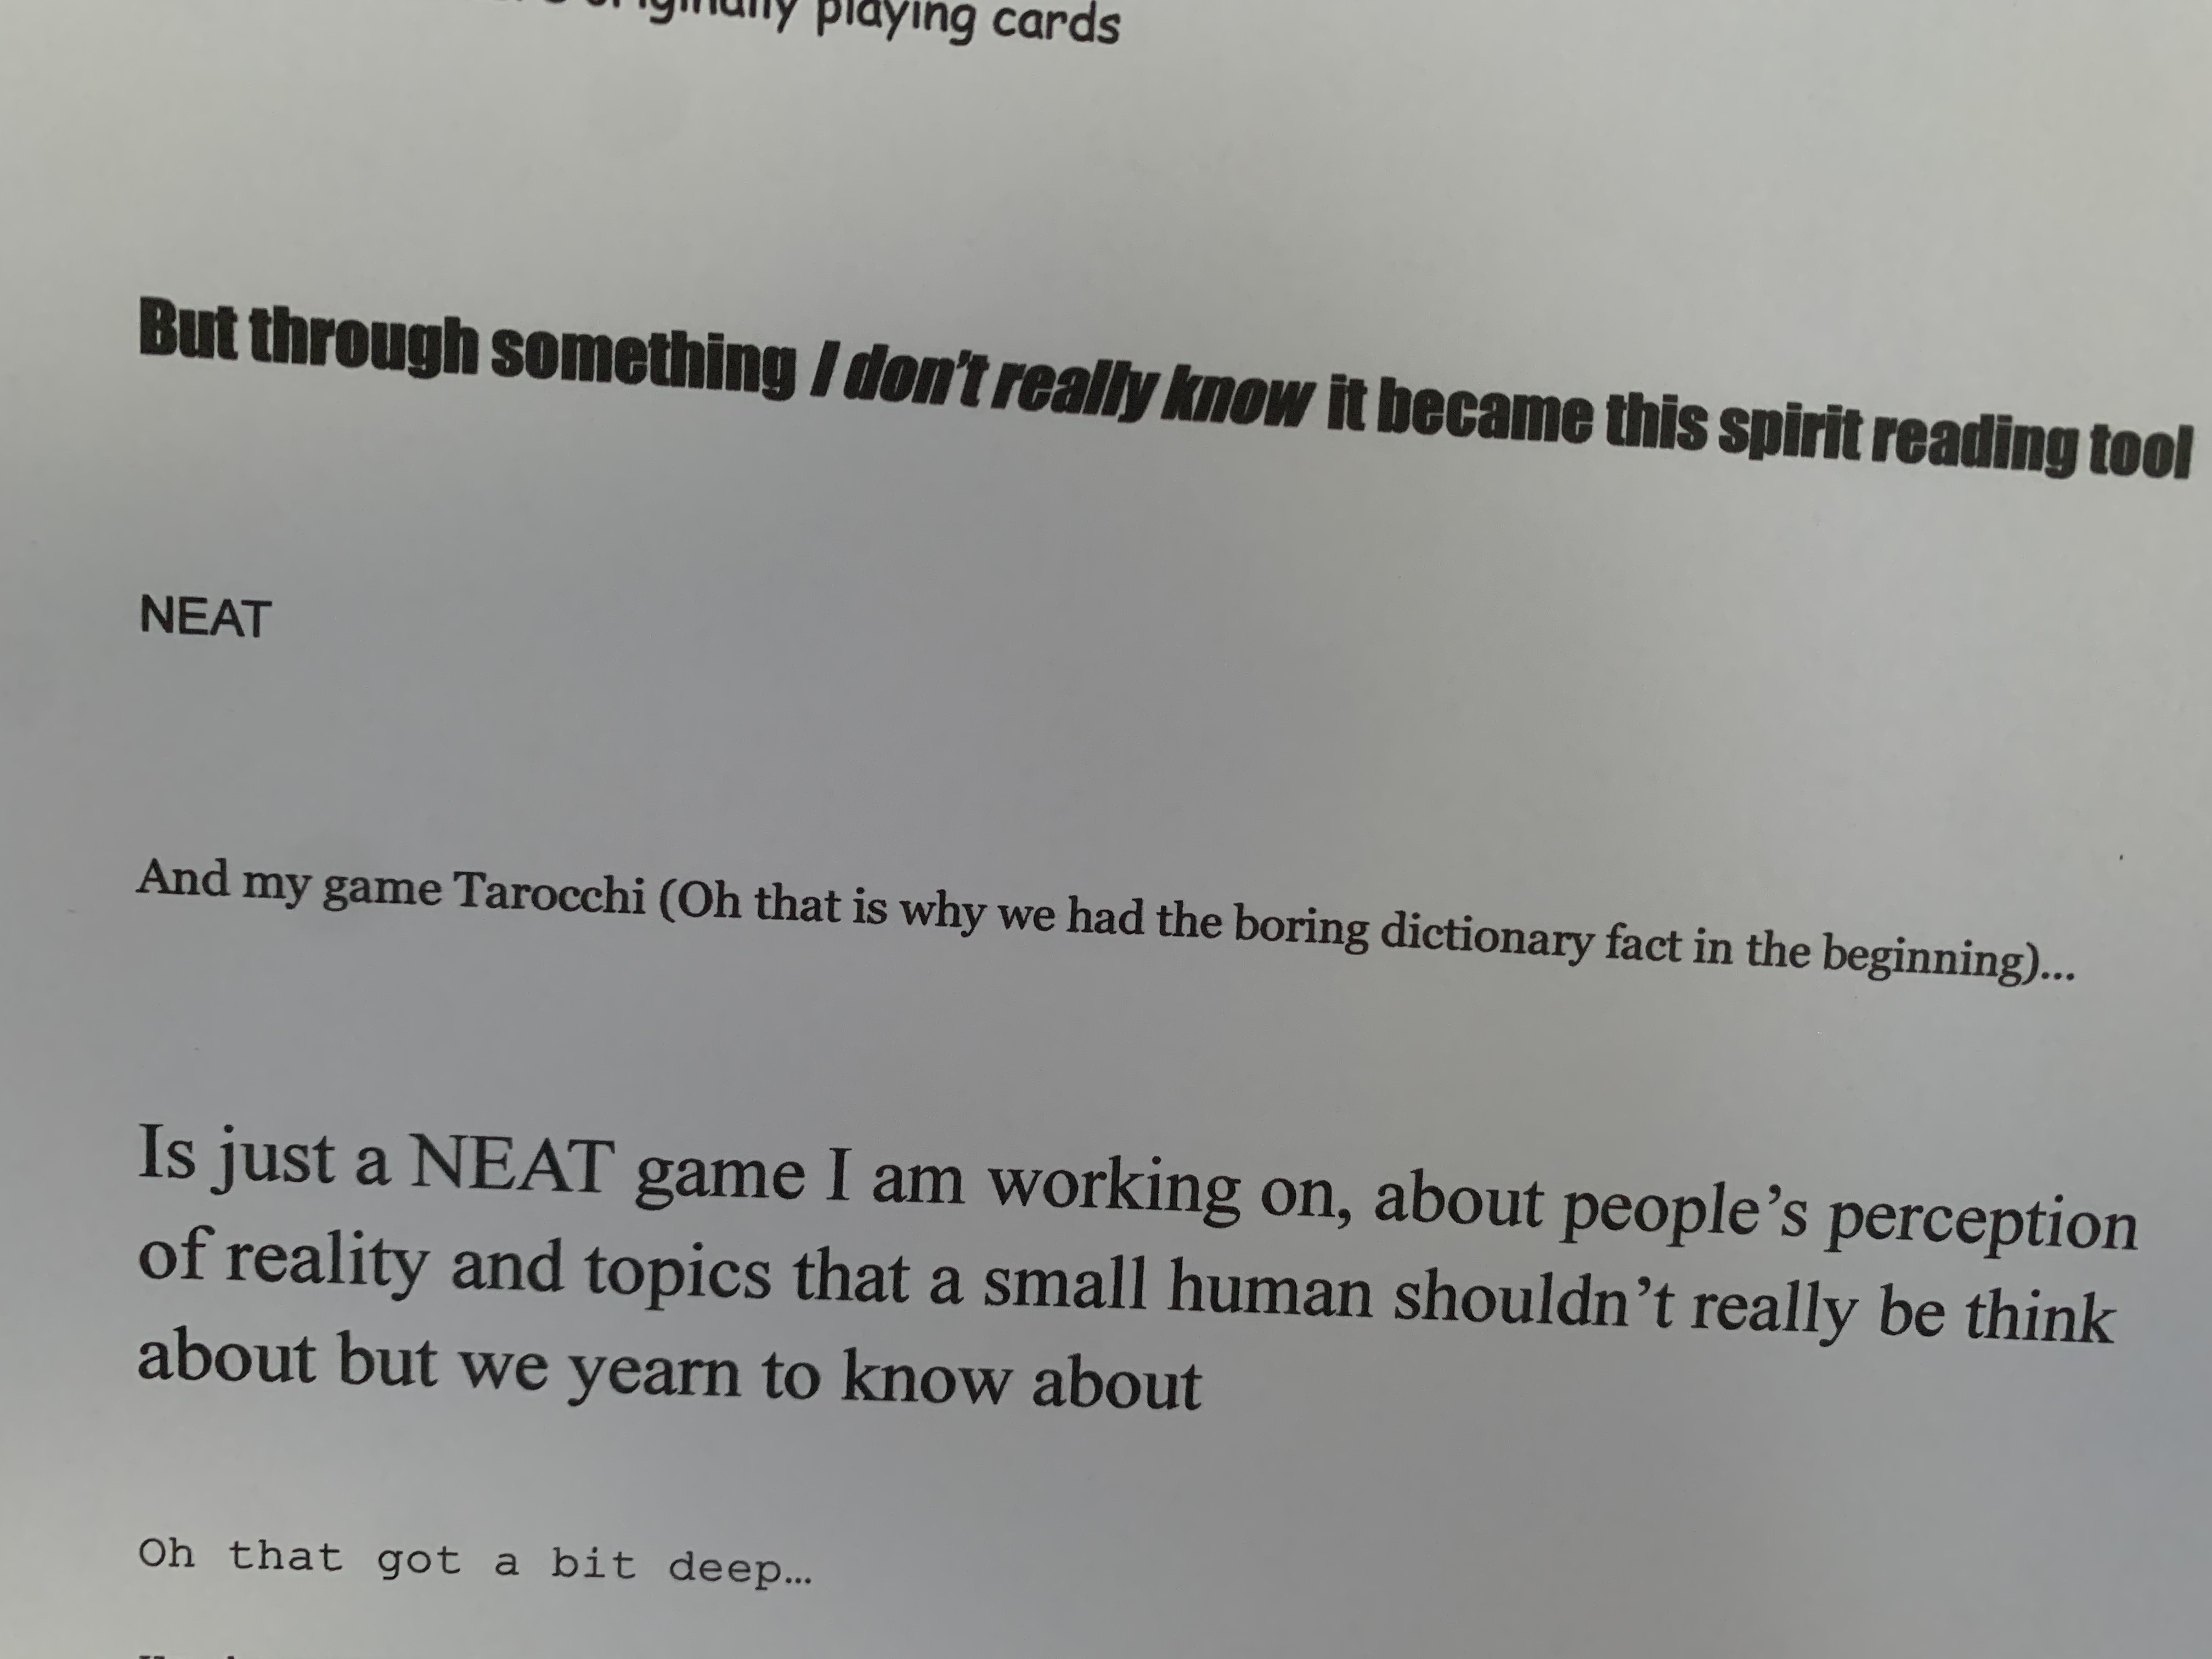 originally playing cards
But through something I don't really know it became this spirit reading tool
NEAT
And my game Tarocchi (Oh that is why we had the boring dictionary fact in the beginning)...
Is just a NEAT game I am working on, about people's perception
of reality and topics that a small human shouldn't really be think
about but we yearn to know about
Oh that got a bit deep...